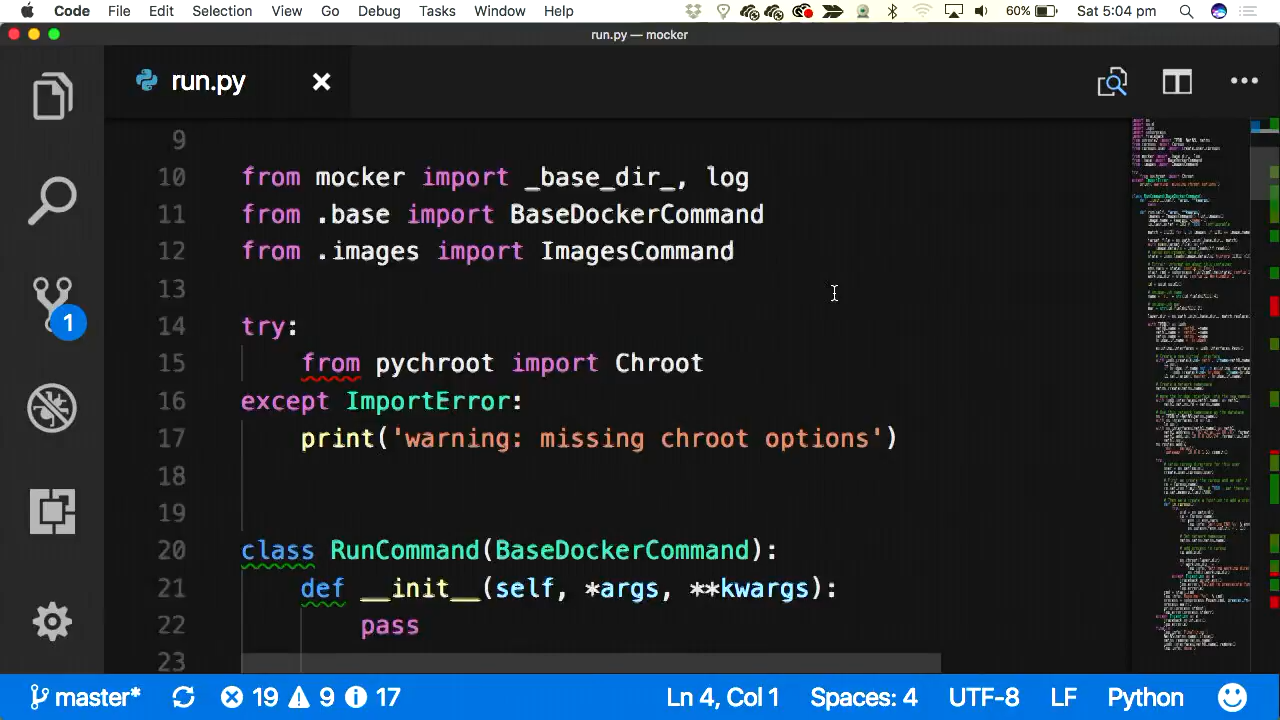 Code File Edit Selection View Go Debug Tasks Window Help 60% Sat 5:04 pm
run.py — mocker
run.py
9
10 from mocker import _base_dir_, log
11 from .base import BaseDockerCommand
12 from .images import ImagesCommand
13
14 try:
15 from pychroot import Chroot
16 except ImportError:
17 print('warning: missing chroot options')
18
19
20 class RunCommand(BaseDockerCommand):
21 def __init__(self, *args, **kwargs):
22 pass
23
1
master* 19 9 17 Ln 4, Col 1 Spaces: 4 UTF-8 LF Python